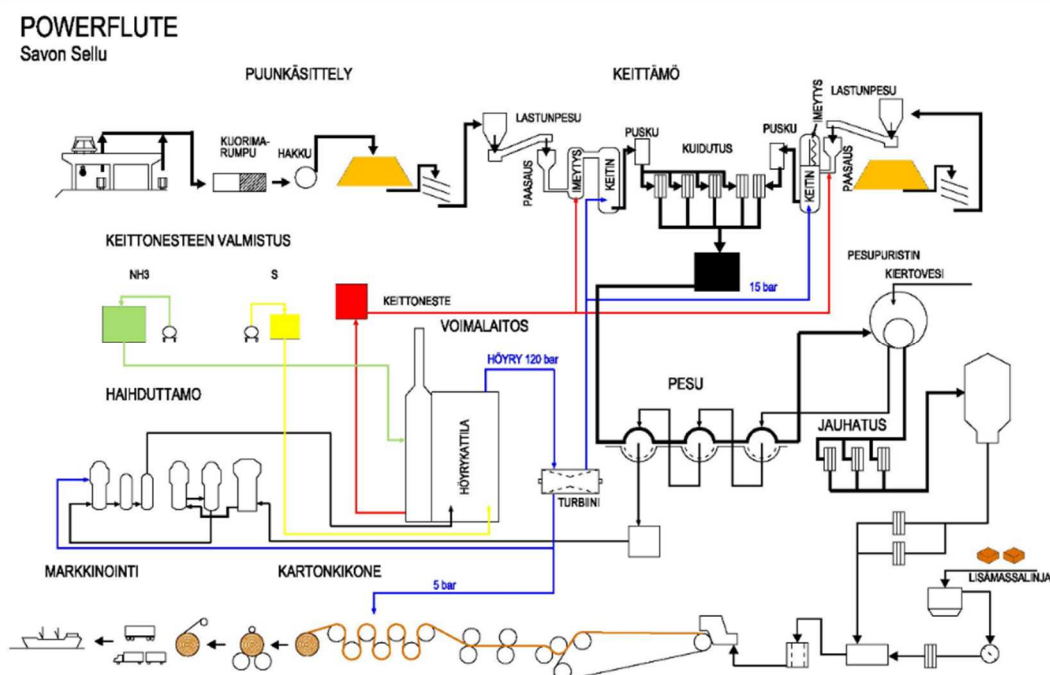 POWERFLUTE
Savon Sellu
PUUNKÄSITTELY
KEITTÄMÖ
KUORIMA-
RUMPU
HAKKU
LASTUNPESU
PAASAUS
IMEYTYS
KEITIN
PUSKU
KUIDUTUS
PUSKU
KEITIN
IMEYTYS
PAASAUS
LASTUNPESU
KEITTONESTEEN VALMISTUS
NH3
S
KEITTONESTE
15 bar
PESUPURISTIN
KIERTOVESI
VOIMALAITOS
HÖYRY 120 bar
HÖYRYKATTILA
TURBIINI
PESU
JAUHATUS
HAIHDUTTAMO
MARKKINOINTI
KARTONKIKONE
5 bar
LISÄMASSALINJA